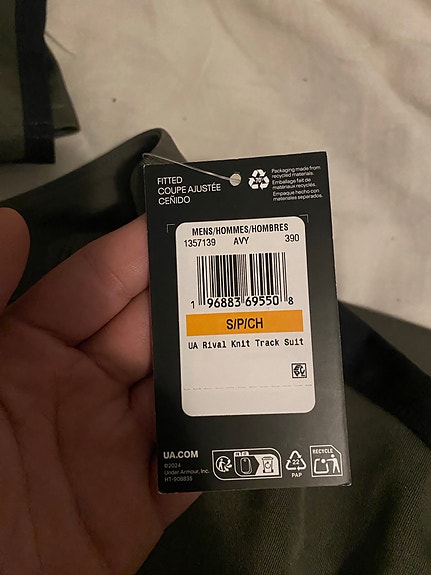 FITTED
COUPE AJUSTÉE
CEÑIDO
Packaging made from
recycled materials.
Emballage fait de
matériaux recyclés.
Empaque hecho con
materiales separados.
MENS/HOMMES/HOMBRES
1357139 AVY 390
1 96883 69550 8
S/P/CH
UA Rival Knit Track Suit
UA.COM
©2024
Under Armour, Inc.
HT-908835
22
PAP
RECYCLE